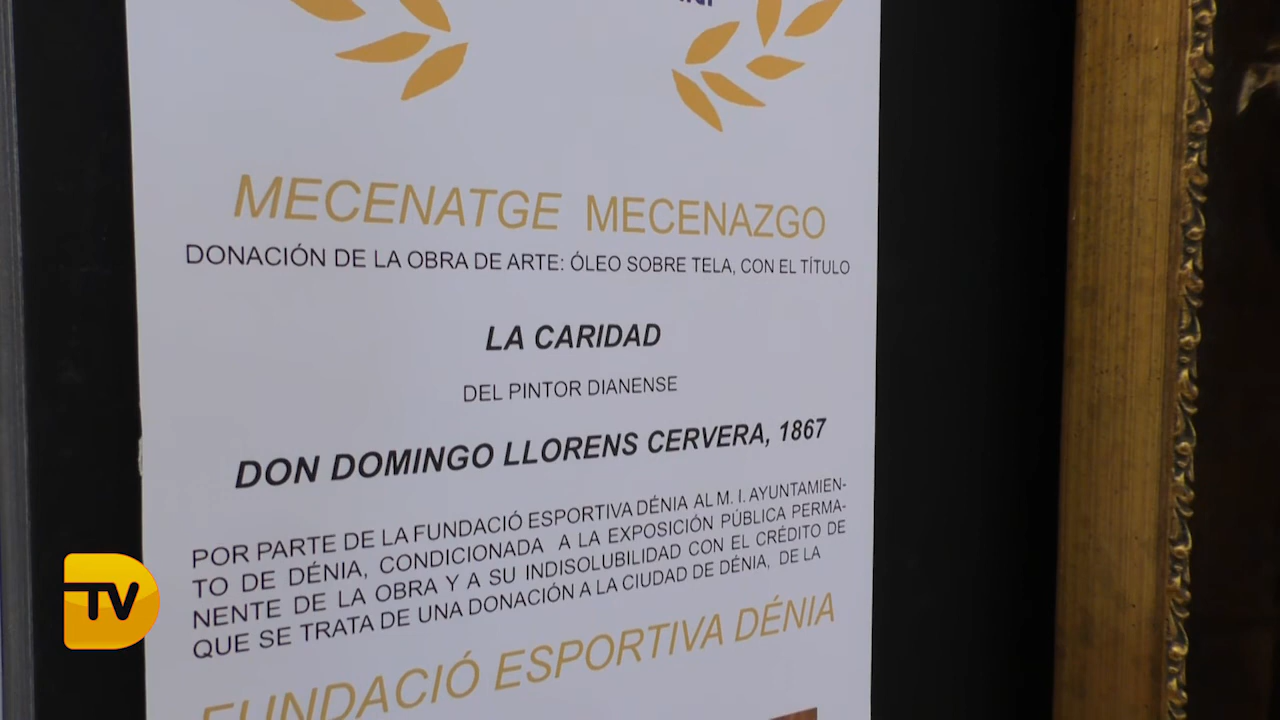 MECENATGE MECENAZGO
DONACIÓN DE LA OBRA DE ARTE: ÓLEO SOBRE TELA, CON EL TÍTULO
LA CARIDAD
DEL PINTOR DIANENSE
DON DOMINGO LLORENS CERVERA, 1867
POR PARTE DE LA FUNDACIÓ ESPORTIVA DÉNIA AL M. I. AYUNTAMIEN-
TO DE DÉNIA, CONDICIONADA A LA EXPOSICIÓN PÚBLICA PERMA-
NENTE DE LA OBRA Y A SU INDISOLUBILIDAD CON EL CRÉDITO DE
QUE SE TRATA DE UNA DONACIÓN A LA CIUDAD DE DÉNIA, DE LA
FUNDACIÓ ESPORTIVA DÉNIA
TV